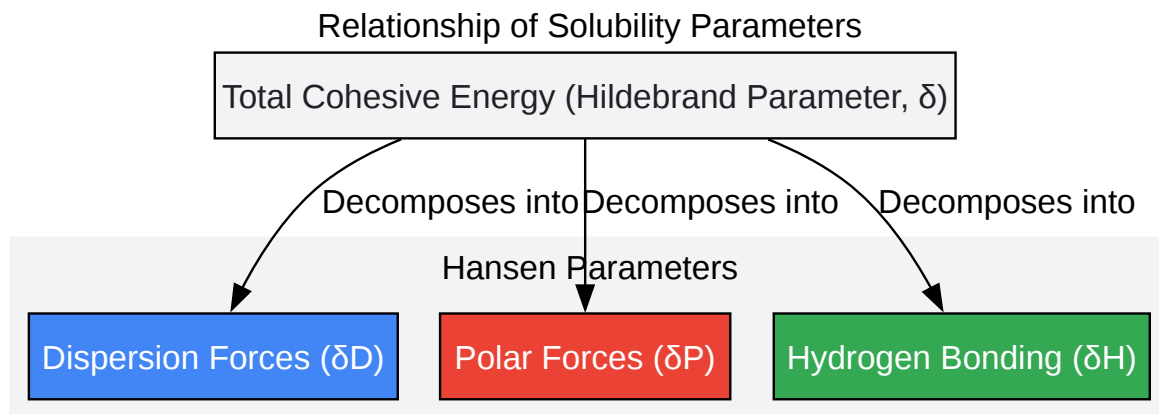 Relationship of Solubility Parameters
Total Cohesive Energy (Hildebrand Parameter, δ)
Decomposes into
Decomposes into
Decomposes into
Hansen Parameters
Dispersion Forces (δD)
Polar Forces (δP)
Hydrogen Bonding (δH)